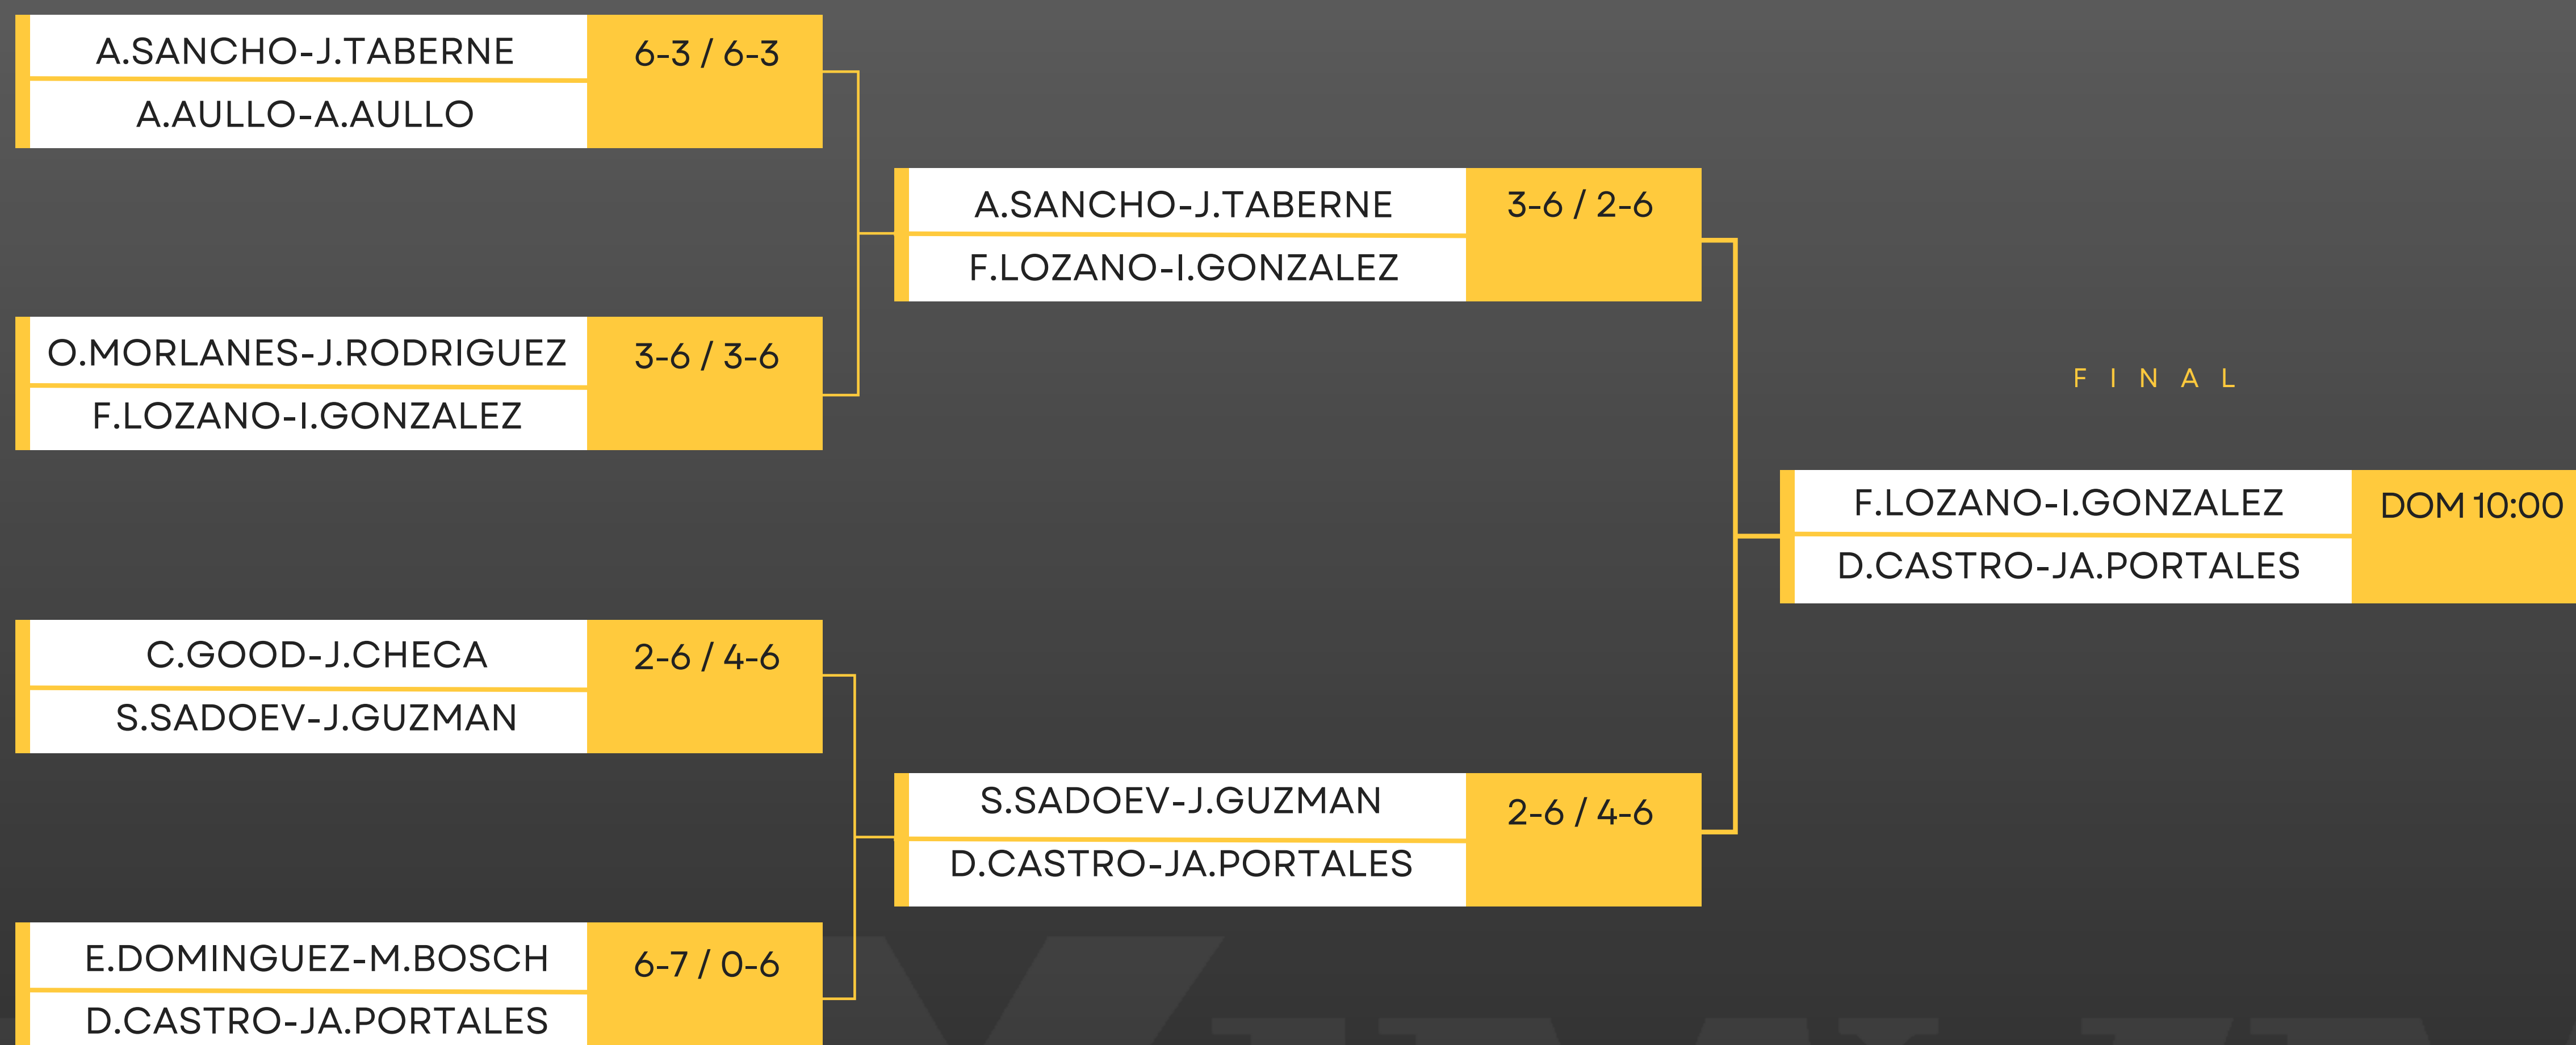 A.SANCHO-J.TABERNE
6-3 / 6-3
A.AULLO-A.AULLO
O.MORLANES-J.RODRIGUEZ
3-6 / 3-6
F.LOZANO-I.GONZALEZ
C.GOOD-J.CHECA
2-6 / 4-6
S.SADOEV-J.GUZMAN
E.DOMINGUEZ-M.BOSCH
6-7 / 0-6
D.CASTRO-JA.PORTALES
A.SANCHO-J.TABERNE
3-6 / 2-6
F.LOZANO-I.GONZALEZ
S.SADOEV-J.GUZMAN
2-6 / 4-6
D.CASTRO-JA.PORTALES
FINAL
F.LOZANO-I.GONZALEZ
DOM 10:00
D.CASTRO-JA.PORTALES